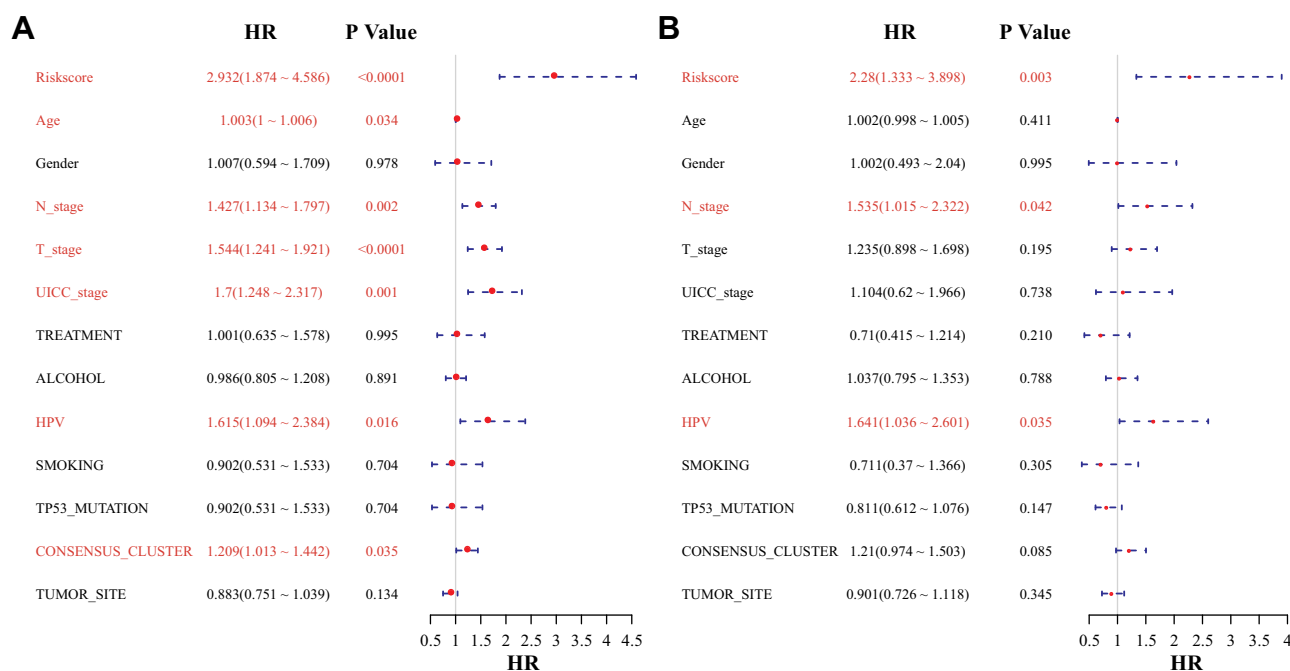 A
HR P Value
Riskscore 2.932(1.874 ~ 4.586) <0.0001
Age 1.003(1 ~ 1.006) 0.034
Gender 1.007(0.594 ~ 1.709) 0.978
N_stage 1.427(1.134 ~ 1.797) 0.002
T_stage 1.544(1.241 ~ 1.921) <0.0001
UICC_stage 1.7(1.248 ~ 2.317) 0.001
TREATMENT 1.001(0.635 ~ 1.578) 0.995
ALCOHOL 0.986(0.805 ~ 1.208) 0.891
HPV 1.615(1.094 ~ 2.384) 0.016
SMOKING 0.902(0.531 ~ 1.533) 0.704
TP53_MUTATION 0.902(0.531 ~ 1.533) 0.704
CONSENSUS_CLUSTER 1.209(1.013 ~ 1.442) 0.035
TUMOR_SITE 0.883(0.751 ~ 1.039) 0.134
0.5 1 1.5 2 2.5 3 3.5 4 4.5
HR
B
HR P Value
Riskscore 2.28(1.333 ~ 3.898) 0.003
Age 1.002(0.998 ~ 1.005) 0.411
Gender 1.002(0.493 ~ 2.04) 0.995
N_stage 1.535(1.015 ~ 2.322) 0.042
T_stage 1.235(0.898 ~ 1.698) 0.195
UICC_stage 1.104(0.62 ~ 1.966) 0.738
TREATMENT 0.71(0.415 ~ 1.214) 0.210
ALCOHOL 1.037(0.795 ~ 1.353) 0.788
HPV 1.641(1.036 ~ 2.601) 0.035
SMOKING 0.711(0.37 ~ 1.366) 0.305
TP53_MUTATION 0.811(0.612 ~ 1.076) 0.147
CONSENSUS_CLUSTER 1.21(0.974 ~ 1.503) 0.085
TUMOR_SITE 0.901(0.726 ~ 1.118) 0.345
0.5 1 1.5 2 2.5 3 3.5 4
HR